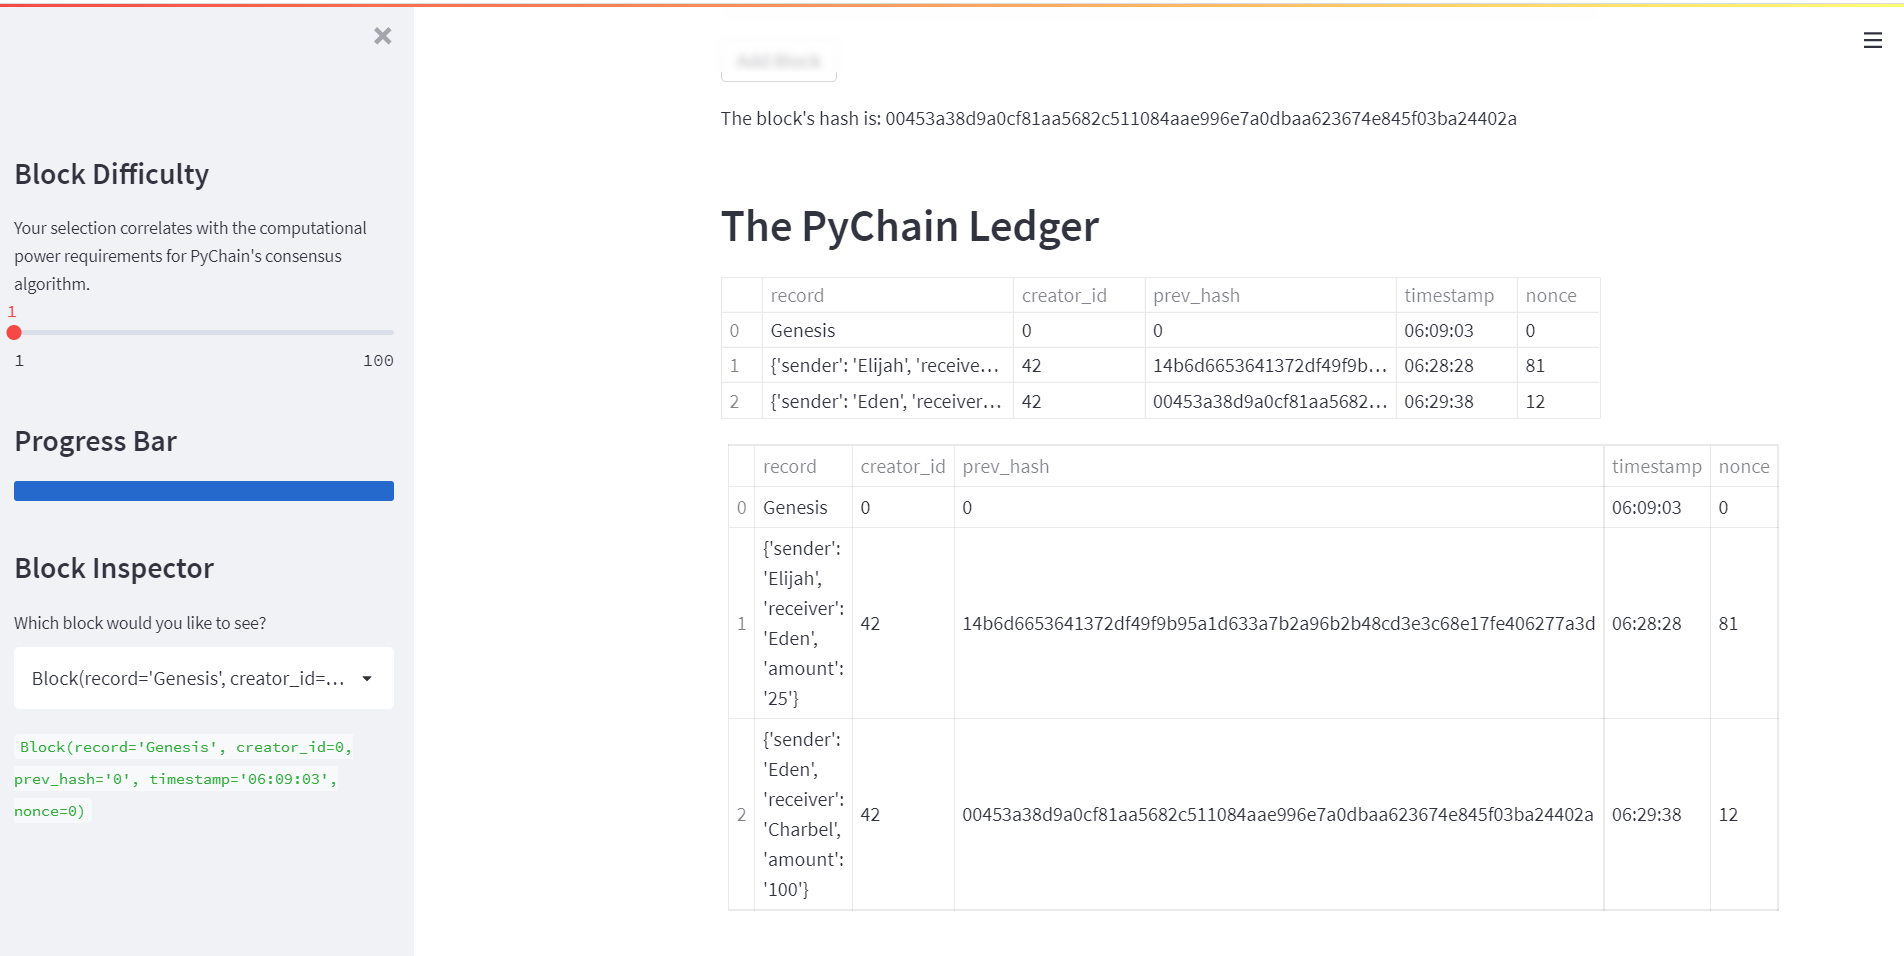 Block Difficulty
Your selection correlates with the computational
power requirements for PyChain's consensus
algorithm.
1
1 100
Progress Bar
Block Inspector
Which block would you like to see?
Block(record='Genesis', creator_id=...
Block(record='Genesis', creator_id=0,
prev_hash='0', timestamp='06:09:03',
nonce=0)
Add Block
The block's hash is: 00453a38d9a0cf81aa5682c511084aae996e7a0dbaa623674e845f03ba24402a
The PyChain Ledger
record creator_id prev_hash timestamp nonce
0 Genesis 0 0 06:09:03 0
1 {'sender': 'Elijah', 'receive... 42 14b6d6653641372df49f9b... 06:28:28 81
2 {'sender': 'Eden', 'receiver... 42 00453a38d9a0cf81aa5682... 06:29:38 12
record creator_id prev_hash timestamp nonce
0 Genesis 0 0 06:09:03 0
{'sender':
'Elijah',
'receiver':
1 'Eden', 42 14b6d6653641372df49f9b95a1d633a7b2a96b2b48cd3e3c68e17fe406277a3d 06:28:28 81
'amount':
'25'}
{'sender':
'Eden',
'receiver':
2 'Charbel', 42 00453a38d9a0cf81aa5682c511084aae996e7a0dbaa623674e845f03ba24402a 06:29:38 12
'amount':
'100'}